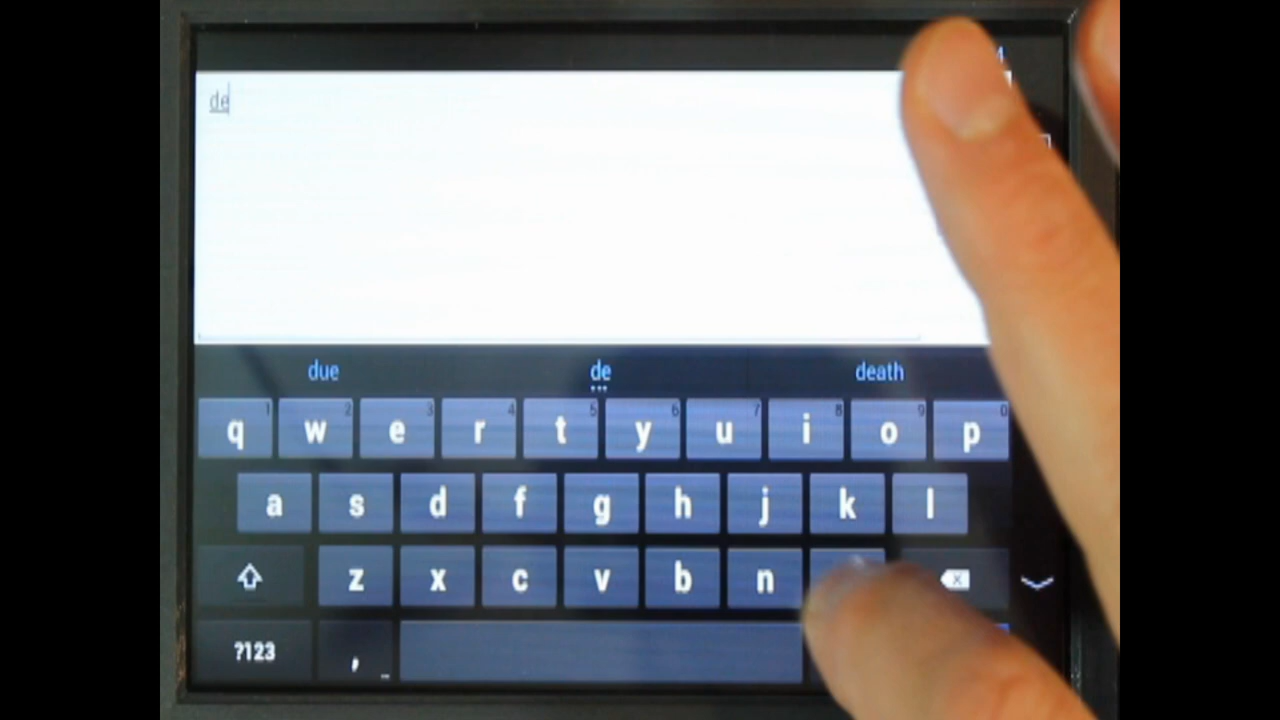 de
due de death
1 2 3 4 5 6 7 8 9 0
q w e r t y u i o p
a s d f g h j k l
z x c v b n
?123 ,